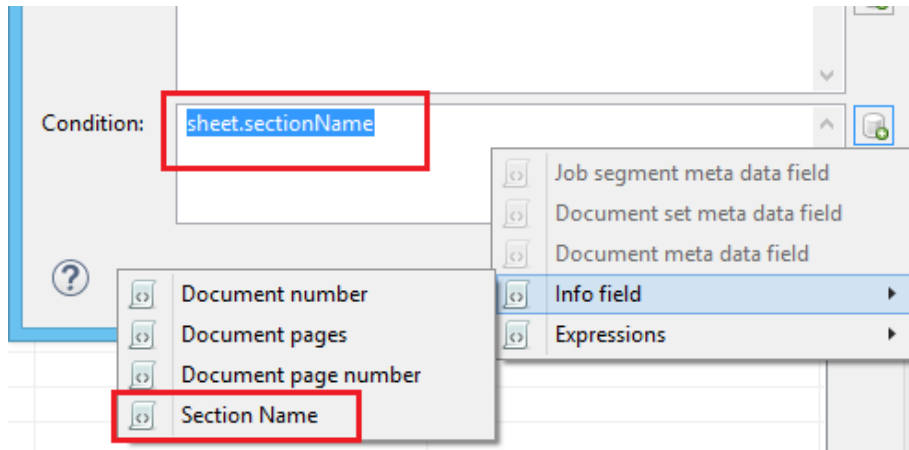 Condition:
sheet.sectionName
Job segment meta data field
Document set meta data field
Document meta data field
Info field
Expressions
?
Document number
Document pages
Document page number
Section Name